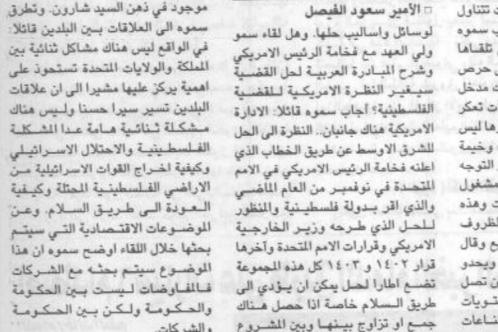 □ الأمير سعود الفيصل
لوسائل واساليب حلها. وهل لقاء سمو
ولي العهد مع فخامة الرئيس الامريكي
وشرح المبادرة العربية لحل القضية
سيغير النظرة الامريكية للقضية
الفلسطينية؟ أجاب سموه قائلا: الادارة
الامريكية هناك جانبان.. النظرة الى الحل
للشرق الاوسط عن طريق الخطاب الذي
اعلنه فخامة الرئيس الامريكي في الامم
المتحدة في نوفمبر من العام الماضي
والذي اقر بدولة فلسطينية والمنظور
للحل الذي طرحه وزير الخارجية
الامريكي وقرارات الامم المتحدة وآخرها
قرار ١٤٠٢ و ١٤٠٣ كل هذه المجموعة
تضع اطارا لحل يمكن ان يؤدي الى
طريق السلام خاصة اذا حصل هناك
جمع او تزاوج بينها وبين المشروع
موجود في ذهن السيد شارون. وتطرق
سموه الى العلاقات بين البلدين قائلا:
في الواقع ليس هناك مشاكل ثنائية بين
المملكة والولايات المتحدة تستحوذ على
اهمية يركز عليها مشيرا الى ان علاقات
البلدين تسير سيرا حسنا وليس هناك
مشكلة ثنائية هامة عدا المشكلة
الفلسطينية والاحتلال الاسرائيلي
وكيفية اخراج القوات الاسرائيلية من
الاراضي الفلسطينية المحتلة وكيفية
العودة الى طريق السلام. وعن
الموضوعات الاقتصادية التي سيتم
بحثها خلال اللقاء اوضح سموه ان هذا
الموضوع سيتم بحثه مع الشركات
فالمفاوضات ليست بين الحكومة
والحكومة ولكن بين الحكومة
والشركات.